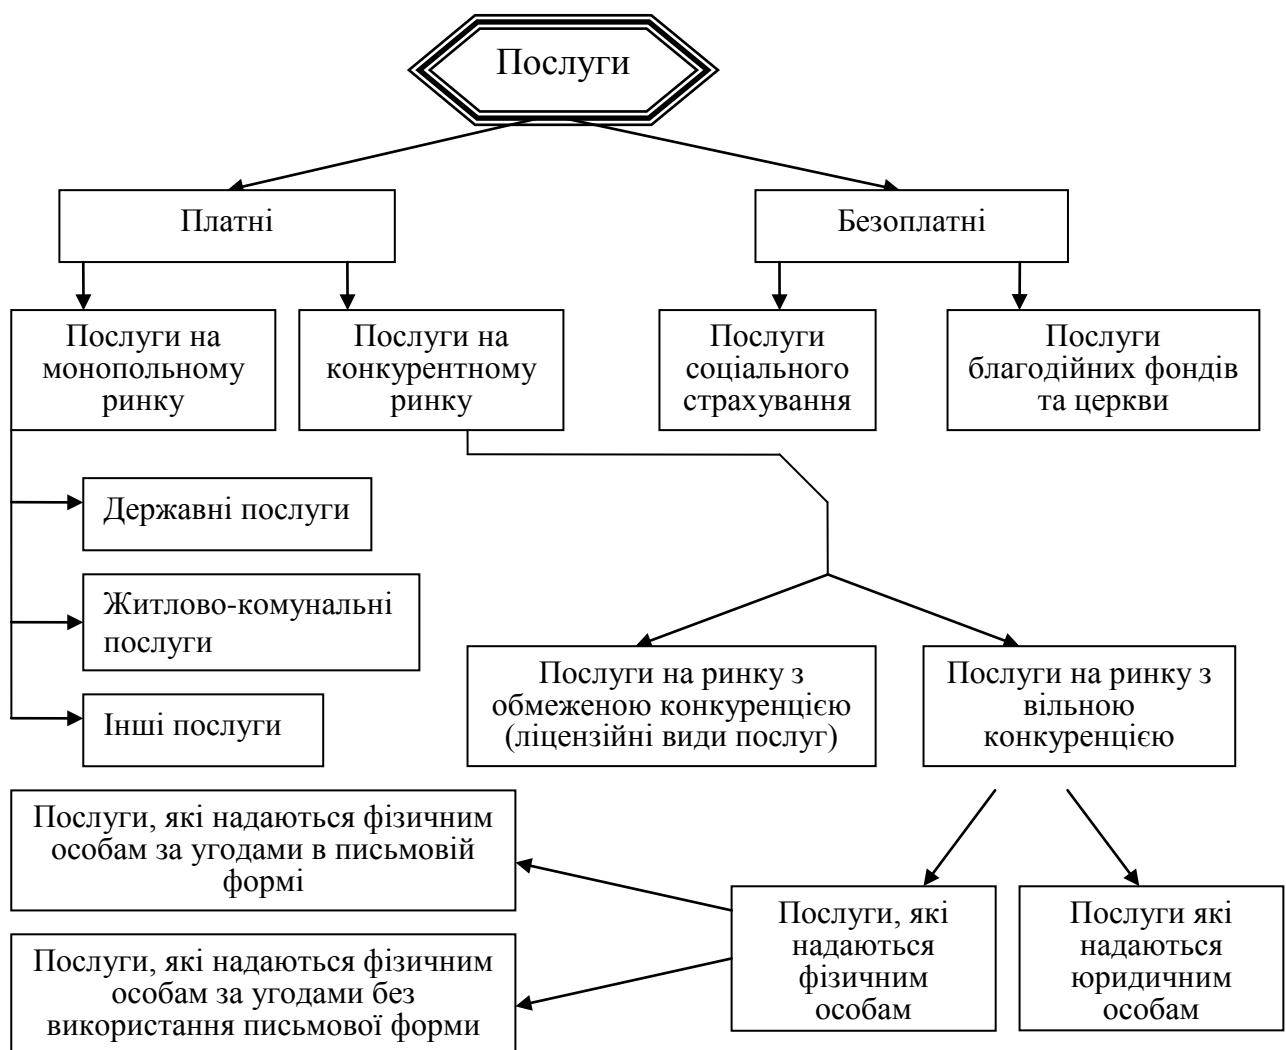 Послуги
Платні
Безоплатні
Послуги на
монопольному
ринку
Послуги на
конкурентному
ринку
Послуги
соціального
страхування
Послуги
благодійних фондів
та церкви
Державні послуги
Житлово-комунальні
послуги
Інші послуги
Послуги на ринку з
обмеженою конкуренцією
(ліцензійні види послуг)
Послуги на ринку з
вільною
конкуренцією
Послуги, які надаються фізичним
особам за угодами в письмовій
формі
Послуги, які надаються фізичним
особам за угодами без
використання письмової форми
Послуги, які
надаються
фізичним
особам
Послуги які
надаються
юридичним
особам